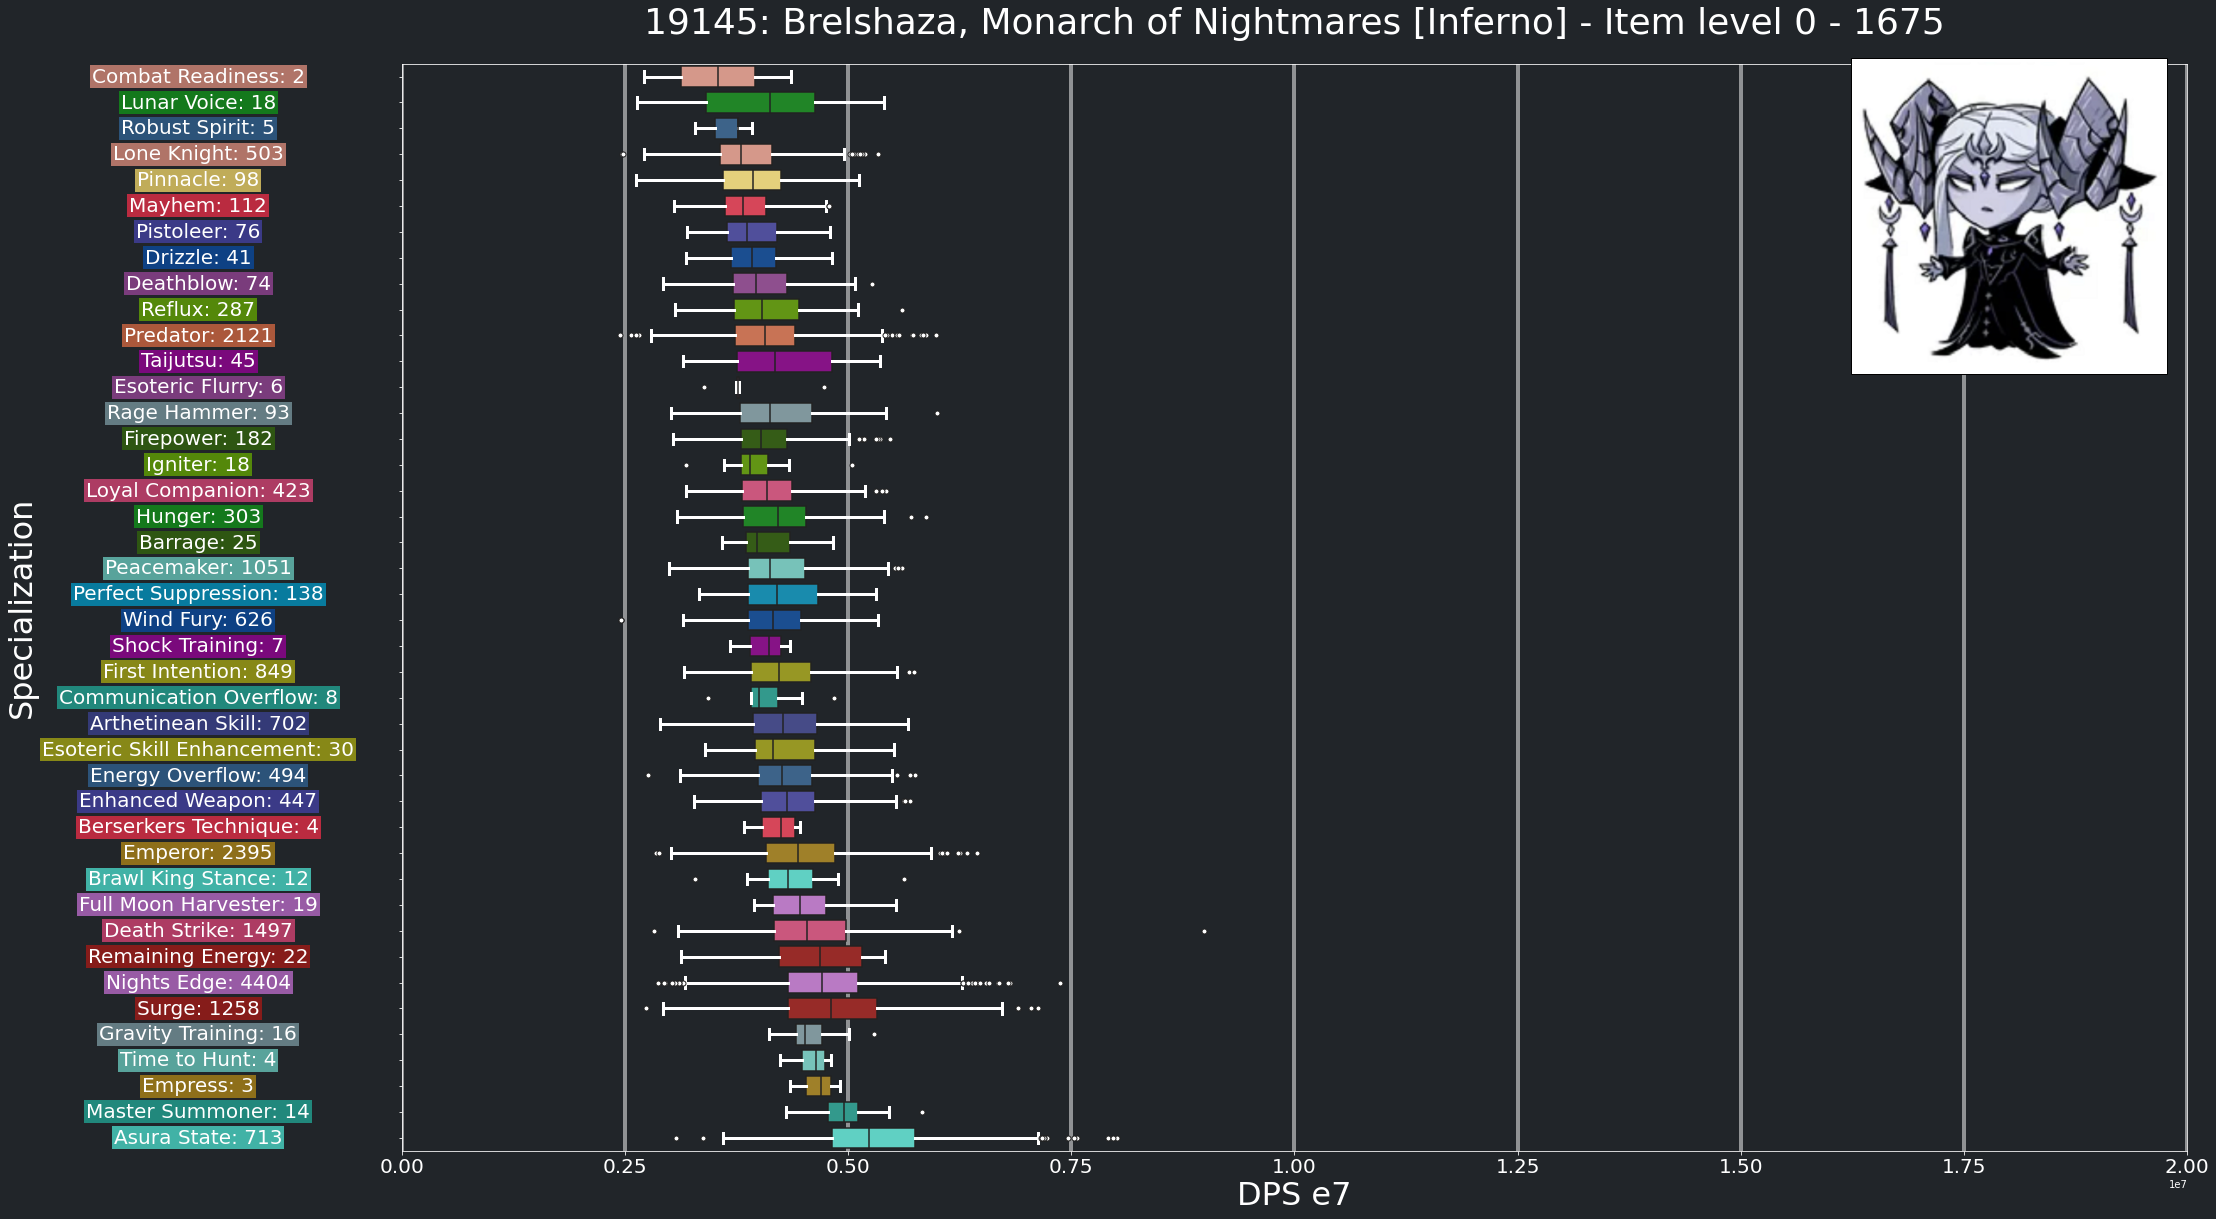 19145: Brelshaza, Monarch of Nightmares [Inferno] - Item level 0 - 1675
Specialization
Combat Readiness: 2
Lunar Voice: 18
Robust Spirit: 5
Lone Knight: 503
Pinnacle: 98
Mayhem: 112
Pistoleer: 76
Drizzle: 41
Deathblow: 74
Reflux: 287
Predator: 2121
Taijutsu: 45
Esoteric Flurry: 6
Rage Hammer: 93
Firepower: 182
Igniter: 18
Loyal Companion: 423
Hunger: 303
Barrage: 25
Peacemaker: 1051
Perfect Suppression: 138
Wind Fury: 626
Shock Training: 7
First Intention: 849
Communication Overflow: 8
Arthetinean Skill: 702
Esoteric Skill Enhancement: 30
Energy Overflow: 494
Enhanced Weapon: 447
Berserkers Technique: 4
Emperor: 2395
Brawl King Stance: 12
Full Moon Harvester: 19
Death Strike: 1497
Remaining Energy: 22
Nights Edge: 4404
Surge: 1258
Gravity Training: 16
Time to Hunt: 4
Empress: 3
Master Summoner: 14
Asura State: 713
0.00 0.25 0.50 0.75 1.00 1.25 1.50 1.75 2.00
1e7
DPS e7